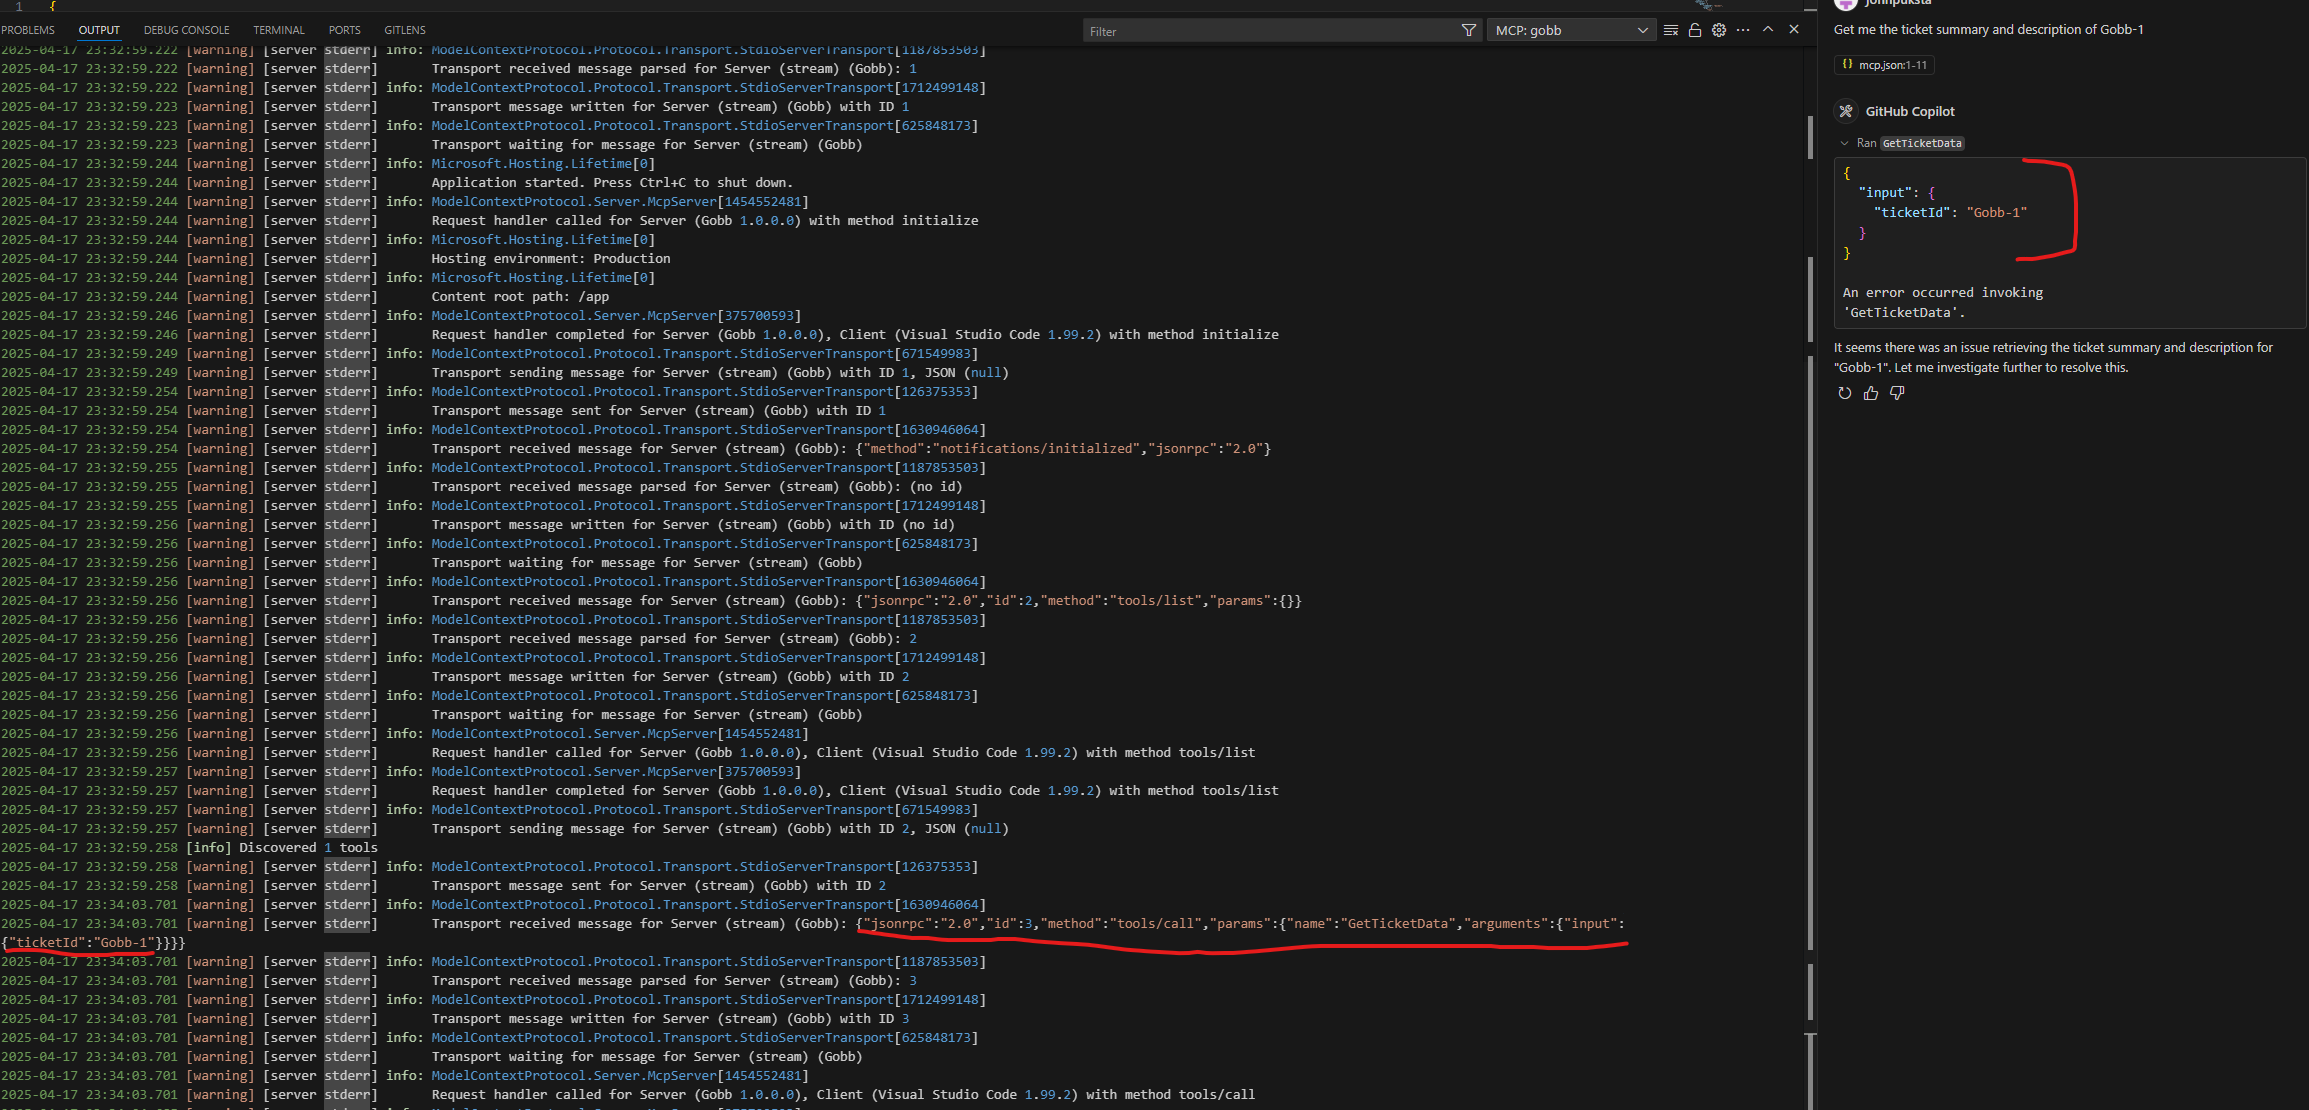 1 {
PROBLEMS OUTPUT DEBUG CONSOLE TERMINAL PORTS GITLENS Filter MCP: gobb
2025-04-17 23:32:59.222 [warning] [server stderr] info: ModelContextProtocol.Protocol.Transport.StdioServerTransport[1187853503]
2025-04-17 23:32:59.222 [warning] [server stderr] Transport received message parsed for Server (stream) (Gobb): 1
2025-04-17 23:32:59.222 [warning] [server stderr] info: ModelContextProtocol.Protocol.Transport.StdioServerTransport[1712499148]
2025-04-17 23:32:59.223 [warning] [server stderr] Transport message written for Server (stream) (Gobb) with ID 1
2025-04-17 23:32:59.223 [warning] [server stderr] info: ModelContextProtocol.Protocol.Transport.StdioServerTransport[625848173]
2025-04-17 23:32:59.223 [warning] [server stderr] Transport waiting for message for Server (stream) (Gobb)
2025-04-17 23:32:59.244 [warning] [server stderr] info: Microsoft.Hosting.Lifetime[0]
2025-04-17 23:32:59.244 [warning] [server stderr] Application started. Press Ctrl+C to shut down.
2025-04-17 23:32:59.244 [warning] [server stderr] info: ModelContextProtocol.Server.McpServer[1454552481]
2025-04-17 23:32:59.244 [warning] [server stderr] Request handler called for Server (Gobb 1.0.0.0) with method initialize
2025-04-17 23:32:59.244 [warning] [server stderr] info: Microsoft.Hosting.Lifetime[0]
2025-04-17 23:32:59.244 [warning] [server stderr] Hosting environment: Production
2025-04-17 23:32:59.244 [warning] [server stderr] info: Microsoft.Hosting.Lifetime[0]
2025-04-17 23:32:59.244 [warning] [server stderr] Content root path: /app
2025-04-17 23:32:59.246 [warning] [server stderr] info: ModelContextProtocol.Server.McpServer[375700593]
2025-04-17 23:32:59.246 [warning] [server stderr] Request handler completed for Server (Gobb 1.0.0.0), Client (Visual Studio Code 1.99.2) with method initialize
2025-04-17 23:32:59.249 [warning] [server stderr] info: ModelContextProtocol.Protocol.Transport.StdioServerTransport[671549983]
2025-04-17 23:32:59.249 [warning] [server stderr] Transport sending message for Server (stream) (Gobb) with ID 1, JSON (null)
2025-04-17 23:32:59.254 [warning] [server stderr] info: ModelContextProtocol.Protocol.Transport.StdioServerTransport[126375353]
2025-04-17 23:32:59.254 [warning] [server stderr] Transport message sent for Server (stream) (Gobb) with ID 1
2025-04-17 23:32:59.254 [warning] [server stderr] info: ModelContextProtocol.Protocol.Transport.StdioServerTransport[1630946064]
2025-04-17 23:32:59.254 [warning] [server stderr] Transport received message for Server (stream) (Gobb): {"method":"notifications/initialized","jsonrpc":"2.0"}
2025-04-17 23:32:59.255 [warning] [server stderr] info: ModelContextProtocol.Protocol.Transport.StdioServerTransport[1187853503]
2025-04-17 23:32:59.255 [warning] [server stderr] Transport received message parsed for Server (stream) (Gobb): (no id)
2025-04-17 23:32:59.255 [warning] [server stderr] info: ModelContextProtocol.Protocol.Transport.StdioServerTransport[1712499148]
2025-04-17 23:32:59.256 [warning] [server stderr] Transport message written for Server (stream) (Gobb) with ID (no id)
2025-04-17 23:32:59.256 [warning] [server stderr] info: ModelContextProtocol.Protocol.Transport.StdioServerTransport[625848173]
2025-04-17 23:32:59.256 [warning] [server stderr] Transport waiting for message for Server (stream) (Gobb)
2025-04-17 23:32:59.256 [warning] [server stderr] info: ModelContextProtocol.Protocol.Transport.StdioServerTransport[1630946064]
2025-04-17 23:32:59.256 [warning] [server stderr] Transport received message for Server (stream) (Gobb): {"jsonrpc":"2.0","id":2,"method":"tools/list","params":{}}
2025-04-17 23:32:59.256 [warning] [server stderr] info: ModelContextProtocol.Protocol.Transport.StdioServerTransport[1187853503]
2025-04-17 23:32:59.256 [warning] [server stderr] Transport received message parsed for Server (stream) (Gobb): 2
2025-04-17 23:32:59.256 [warning] [server stderr] info: ModelContextProtocol.Protocol.Transport.StdioServerTransport[1712499148]
2025-04-17 23:32:59.256 [warning] [server stderr] Transport message written for Server (stream) (Gobb) with ID 2
2025-04-17 23:32:59.256 [warning] [server stderr] info: ModelContextProtocol.Protocol.Transport.StdioServerTransport[625848173]
2025-04-17 23:32:59.256 [warning] [server stderr] Transport waiting for message for Server (stream) (Gobb)
2025-04-17 23:32:59.256 [warning] [server stderr] info: ModelContextProtocol.Server.McpServer[1454552481]
2025-04-17 23:32:59.256 [warning] [server stderr] Request handler called for Server (Gobb 1.0.0.0), Client (Visual Studio Code 1.99.2) with method tools/list
2025-04-17 23:32:59.257 [warning] [server stderr] info: ModelContextProtocol.Server.McpServer[375700593]
2025-04-17 23:32:59.257 [warning] [server stderr] Request handler completed for Server (Gobb 1.0.0.0), Client (Visual Studio Code 1.99.2) with method tools/list
2025-04-17 23:32:59.257 [warning] [server stderr] info: ModelContextProtocol.Protocol.Transport.StdioServerTransport[671549983]
2025-04-17 23:32:59.257 [warning] [server stderr] Transport sending message for Server (stream) (Gobb) with ID 2, JSON (null)
2025-04-17 23:32:59.258 [info] Discovered 1 tools
2025-04-17 23:32:59.258 [warning] [server stderr] info: ModelContextProtocol.Protocol.Transport.StdioServerTransport[126375353]
2025-04-17 23:32:59.258 [warning] [server stderr] Transport message sent for Server (stream) (Gobb) with ID 2
2025-04-17 23:34:03.701 [warning] [server stderr] info: ModelContextProtocol.Protocol.Transport.StdioServerTransport[1630946064]
2025-04-17 23:34:03.701 [warning] [server stderr] Transport received message for Server (stream) (Gobb): {"jsonrpc":"2.0","id":3,"method":"tools/call","params":{"name":"GetTicketData","arguments":{"input":
{"ticketId":"Gobb-1"}}}}
2025-04-17 23:34:03.701 [warning] [server stderr] info: ModelContextProtocol.Protocol.Transport.StdioServerTransport[1187853503]
2025-04-17 23:34:03.701 [warning] [server stderr] Transport received message parsed for Server (stream) (Gobb): 3
2025-04-17 23:34:03.701 [warning] [server stderr] info: ModelContextProtocol.Protocol.Transport.StdioServerTransport[1712499148]
2025-04-17 23:34:03.701 [warning] [server stderr] Transport message written for Server (stream) (Gobb) with ID 3
2025-04-17 23:34:03.701 [warning] [server stderr] info: ModelContextProtocol.Protocol.Transport.StdioServerTransport[625848173]
2025-04-17 23:34:03.701 [warning] [server stderr] Transport waiting for message for Server (stream) (Gobb)
2025-04-17 23:34:03.701 [warning] [server stderr] info: ModelContextProtocol.Server.McpServer[1454552481]
2025-04-17 23:34:03.701 [warning] [server stderr] Request handler called for Server (Gobb 1.0.0.0), Client (Visual Studio Code 1.99.2) with method tools/call
Get me the ticket summary and description of Gobb-1
{} mcp.json:1-11
GitHub Copilot
Ran GetTicketData
{
"input": {
"ticketId": "Gobb-1"
}
}
An error occurred invoking
'GetTicketData'.
It seems there was an issue retrieving the ticket summary and description for
"Gobb-1". Let me investigate further to resolve this.